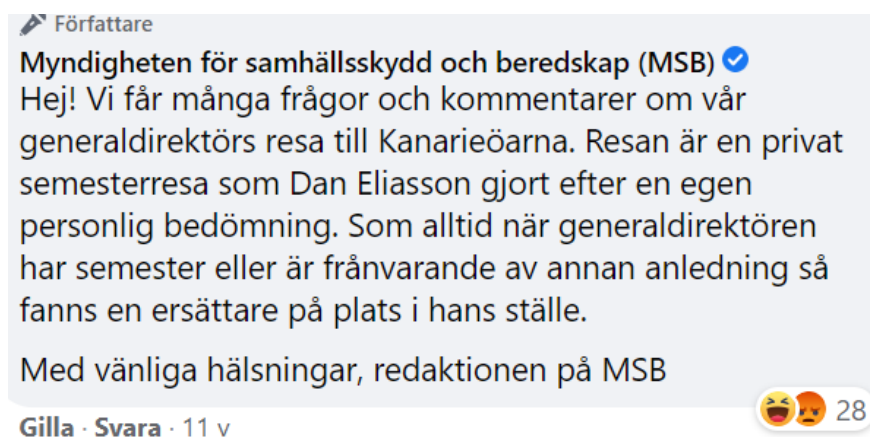 Författare
Myndigheten för samhällsskydd och beredskap (MSB)
Hej! Vi får många frågor och kommentarer om vår
generaldirektörs resa till Kanarieöarna. Resan är en privat
semesterresa som Dan Eliasson gjort efter en egen
personlig bedömning. Som alltid när generaldirektören
har semester eller är frånvarande av annan anledning så
fanns en ersättare på plats i hans ställe.
Med vänliga hälsningar, redaktionen på MSB
28
Gilla · Svara · 11 v